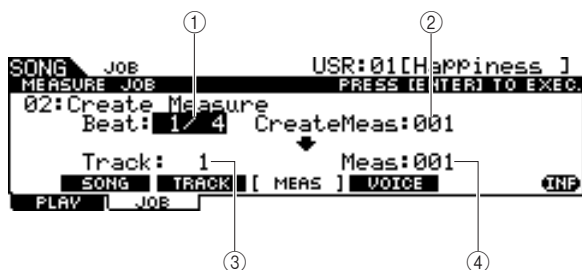 ① ②
SONG JOB USR:01[Happiness ]
MEASURE JOB PRESS [ENTER] TO EXEC.
02:Create Measure
Beat: 1/ 4 CreateMeas:001
Track: 1 Meas:001
SONG TRACK [ MEAS ] VOICE INF
PLAY JOB
③ ④